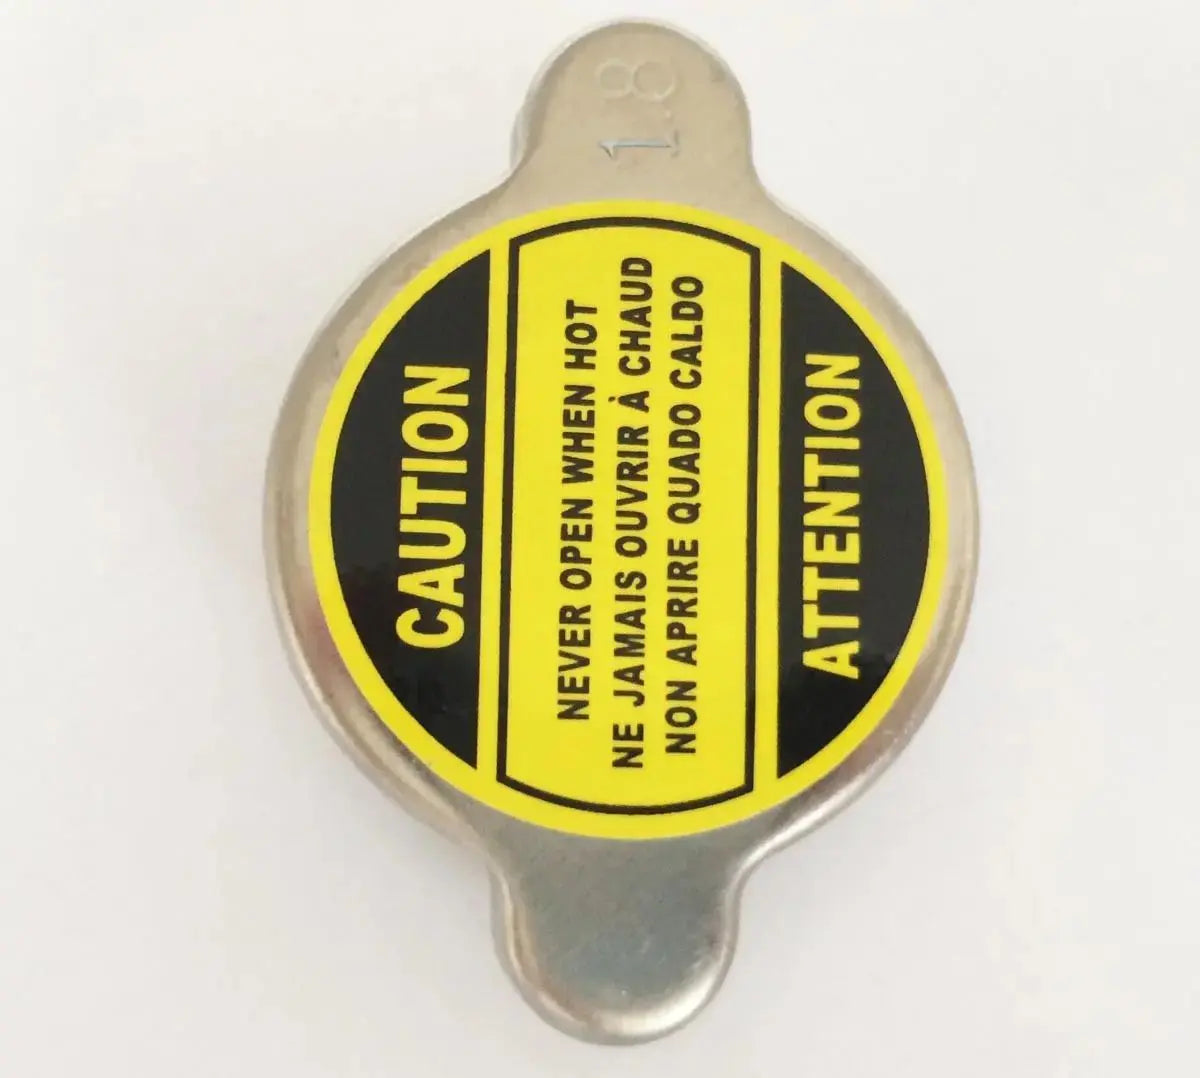 1.8
CAUTION
NEVER OPEN WHEN HOT
NE JAMAIS OUVRIR À CHAUD
NON APRIRE QUADO CALDO
ATTENTION